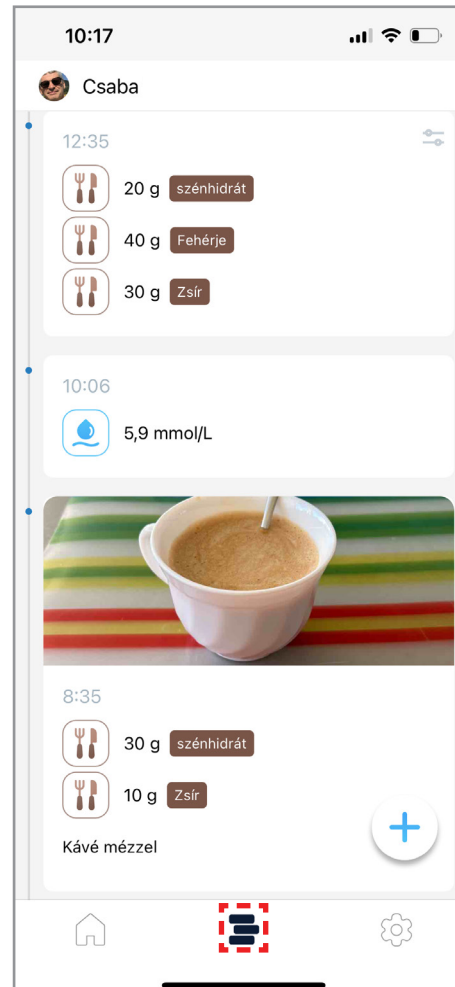 10:17
Csaba
12:35
20 g szénhidrát
40 g Fehérje
30 g Zsír
10:06
5,9 mmol/L
8:35
30 g szénhidrát
10 g Zsír
Kávé mézzel